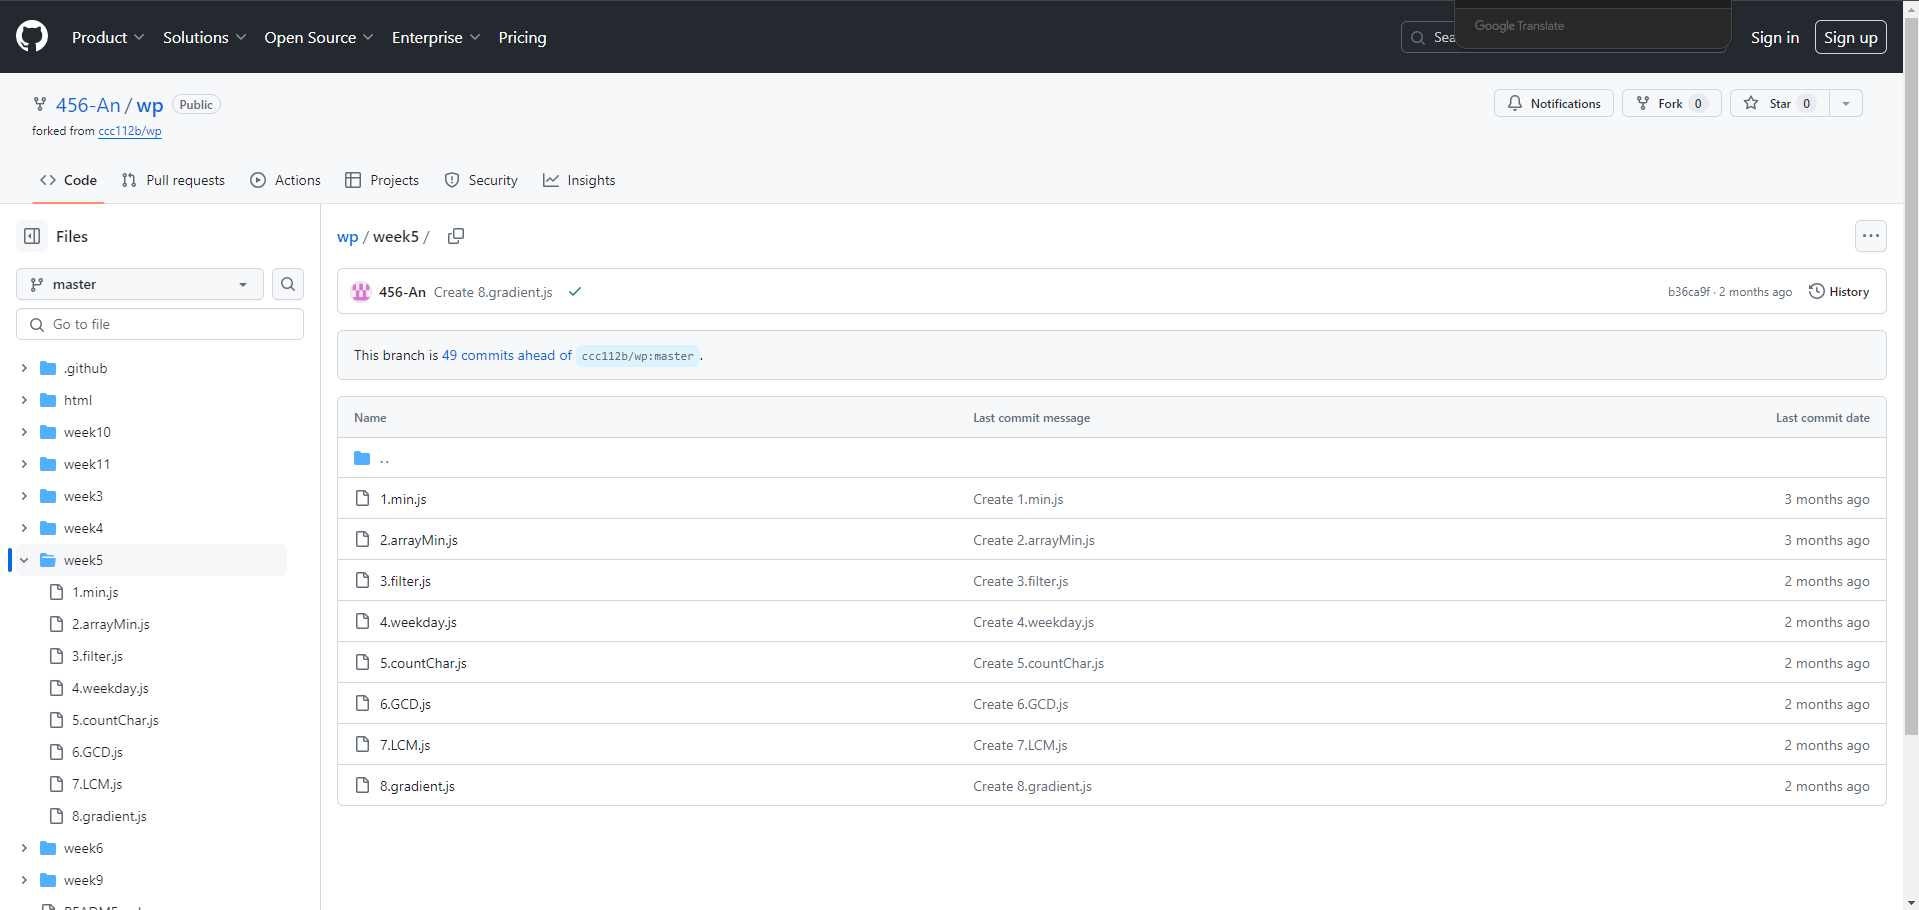 Product Solutions Open Source Enterprise Pricing
Google Translate
Sign in Sign up
456-An / wp Public
forked from ccc112b/wp
Notifications Fork 0 Star 0
Code Pull requests Actions Projects Security Insights
Files
master
Go to file
.github
html
week10
week11
week3
week4
week5
1.min.js
2.arrayMin.js
3.filter.js
4.weekday.js
5.countChar.js
6.GCD.js
7.LCM.js
8.gradient.js
week6
week9
wp / week5 /
456-An Create 8.gradient.js
b36ca9f · 2 months ago History
This branch is 49 commits ahead of ccc112b/wp:master .
Name Last commit message Last commit date
..
1.min.js Create 1.min.js 3 months ago
2.arrayMin.js Create 2.arrayMin.js 3 months ago
3.filter.js Create 3.filter.js 2 months ago
4.weekday.js Create 4.weekday.js 2 months ago
5.countChar.js Create 5.countChar.js 2 months ago
6.GCD.js Create 6.GCD.js 2 months ago
7.LCM.js Create 7.LCM.js 2 months ago
8.gradient.js Create 8.gradient.js 2 months ago